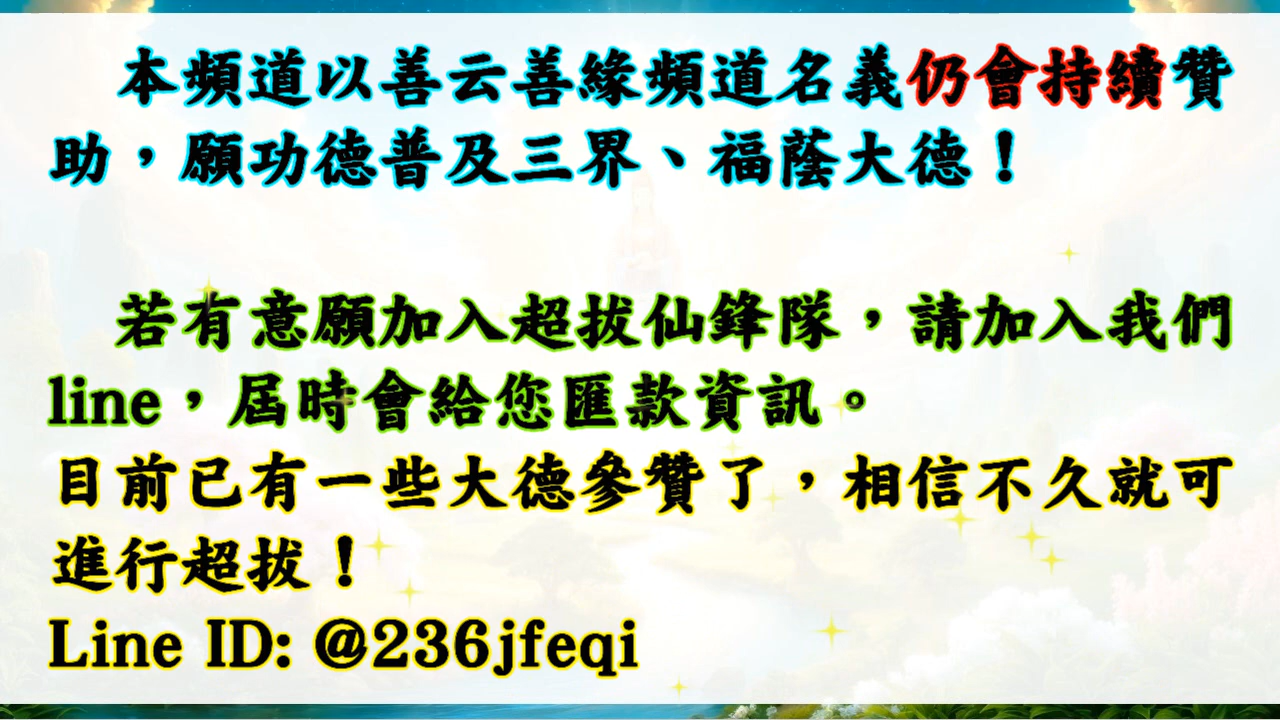 本頻道以善云善緣頻道名義仍會持續贊
助，願功德普及三界、福蔭大德！
若有意願加入超拔仙鋒隊，請加入我們
line，屆時會給您匯款資訊。
目前已有一些大德參贊了，相信不久就可
進行超拔！
Line ID: @236jfeqi